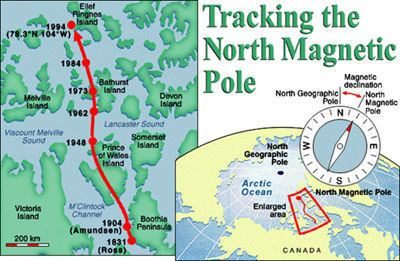 Ellef
Ringnes
Island
1994
(78.3°N 104°W)
1984
Bathurst
Island
1973
Melville
Island
Devon
Island
1962
Lancaster Sound
Viscount Melville
Sound
1948
Prince
of Wales
Island
Somerset
Island
Victoria
Island
M'Clintock
Channel
Boothia
Peninsula
1904
(Amundsen)
1831
(Ross)
200 km
Tracking the
North Magnetic
Pole
Magnetic
declination
North Geographic
Pole
North
Magnetic
Pole
North
Geographic
Pole
Arctic
Ocean
North Magnetic Pole
Enlarged
area
CANADA